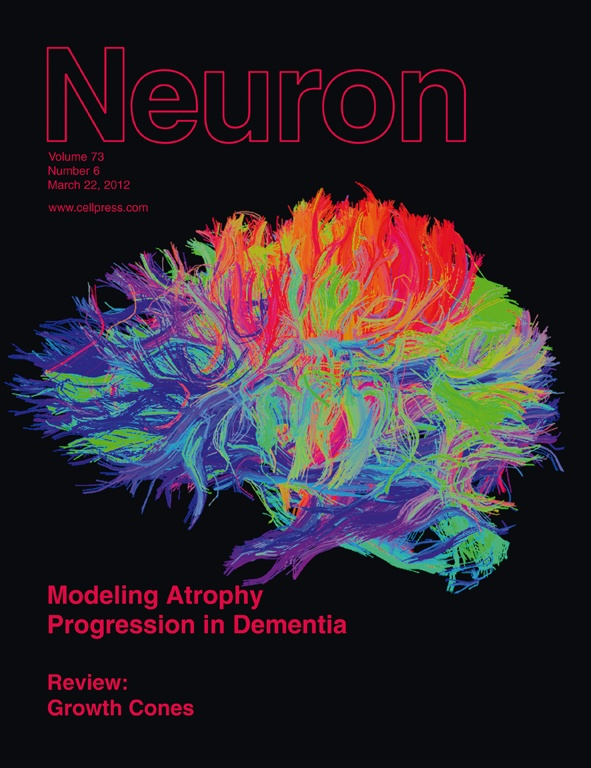 Neuron
Volume 73
Number 6
March 22, 2012
www.cellpress.com
Modeling Atrophy
Progression in Dementia
Review:
Growth Cones